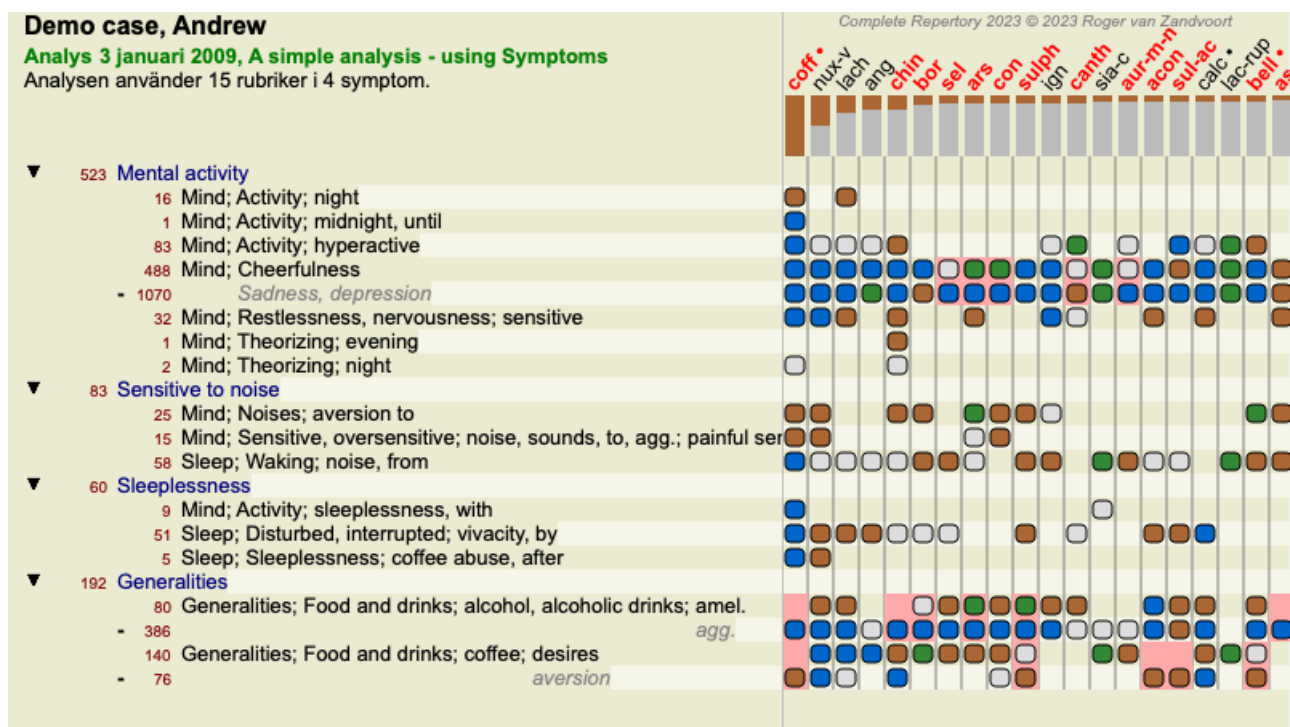 Demo case, Andrew
Complete Repertory 2023 © 2023 Roger van Zandvoort
Analys 3 januari 2009, A simple analysis - using Symptoms
Analysen använder 15 rubriker i 4 symptom.
coff • nux-v lach ang chin bor sel ars con sulph ign canth sia-c aur-m-n acon sul-ac calc • lac-rup bell • as
523 Mental activity
16 Mind; Activity; night
1 Mind; Activity; midnight, until
83 Mind; Activity; hyperactive
488 Mind; Cheerfulness
- 1070 Sadness, depression
32 Mind; Restlessness, nervousness; sensitive
1 Mind; Theorizing; evening
2 Mind; Theorizing; night
83 Sensitive to noise
25 Mind; Noises; aversion to
15 Mind; Sensitive, oversensitive; noise, sounds, to, agg.; painful ser
58 Sleep; Waking; noise, from
60 Sleeplessness
9 Mind; Activity; sleeplessness, with
51 Sleep; Disturbed, interrupted; vivacity, by
5 Sleep; Sleeplessness; coffee abuse, after
192 Generalities
80 Generalities; Food and drinks; alcohol, alcoholic drinks; amel.
- 386 agg.
140 Generalities; Food and drinks; coffee; desires
- 76 aversion